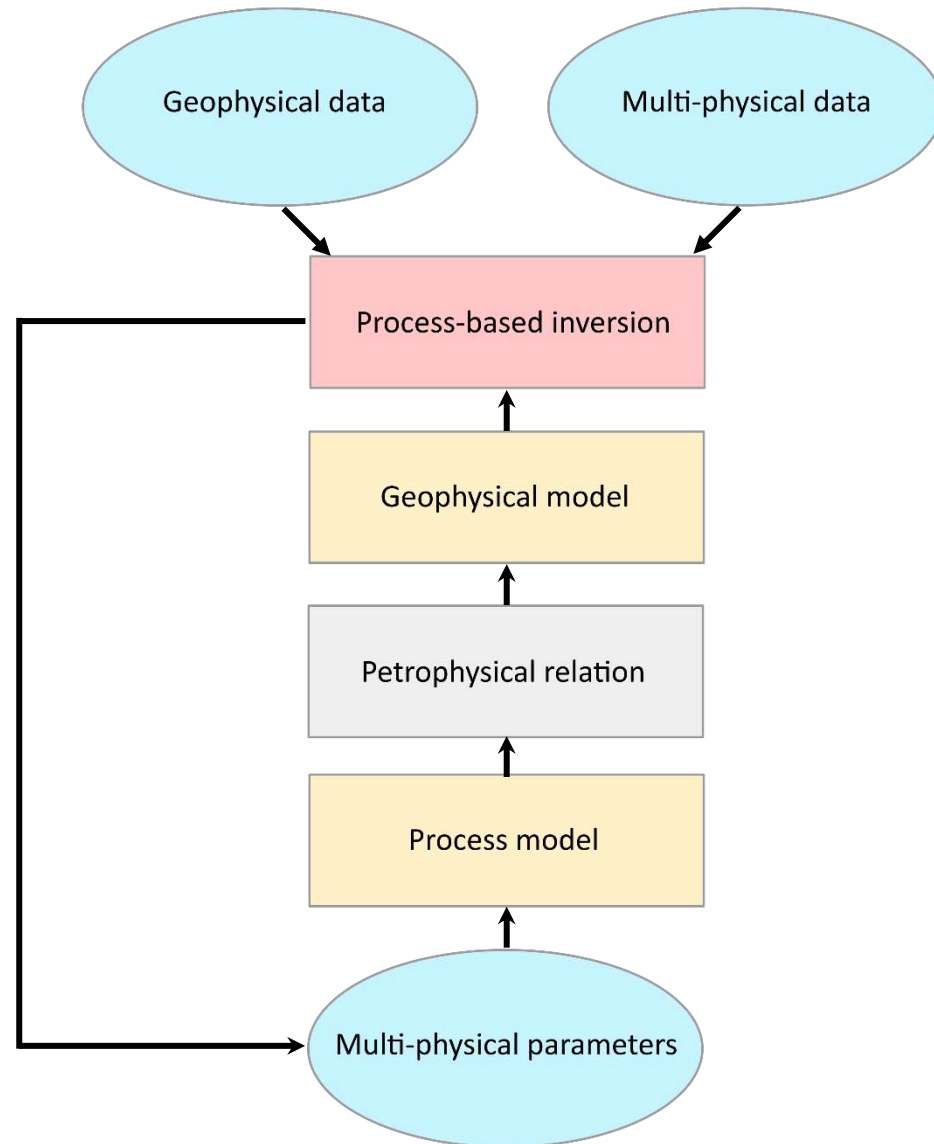 Geophysical data
Multi-physical data
Process-based inversion
Geophysical model
Petrophysical relation
Process model
Multi-physical parameters